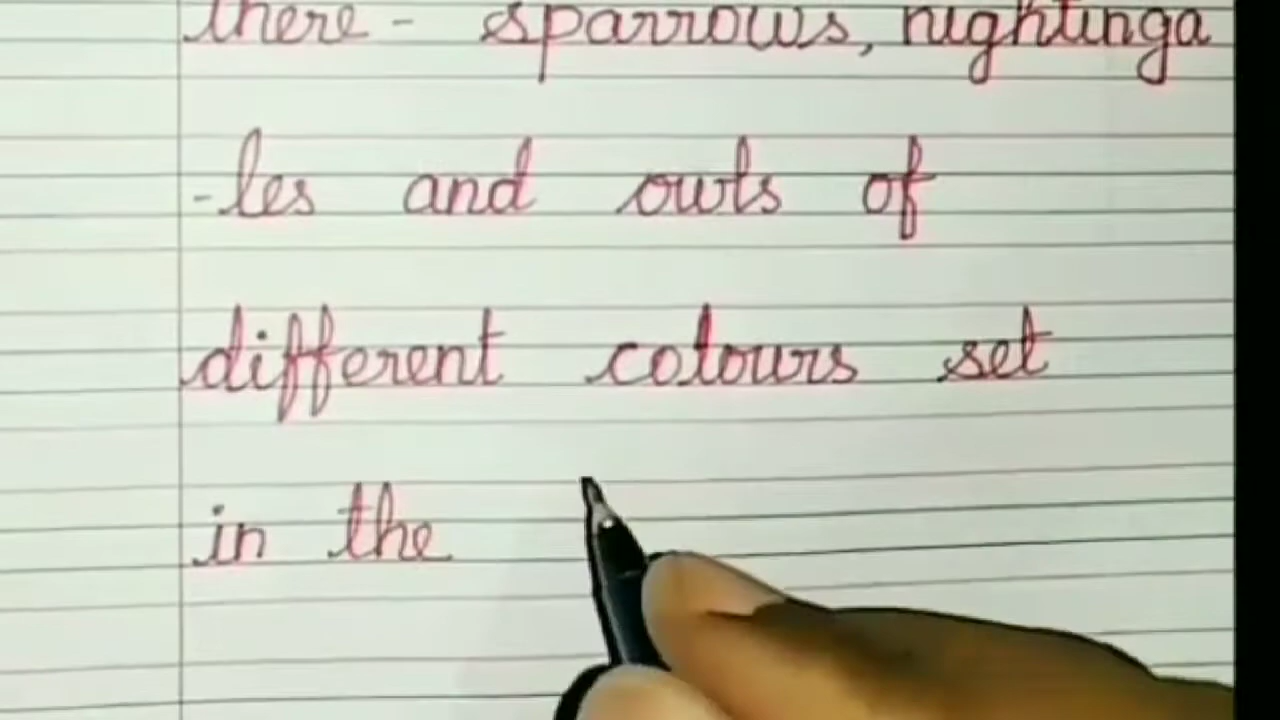 there - sparrows, nightinga
-les and owls of
different colours set
in the